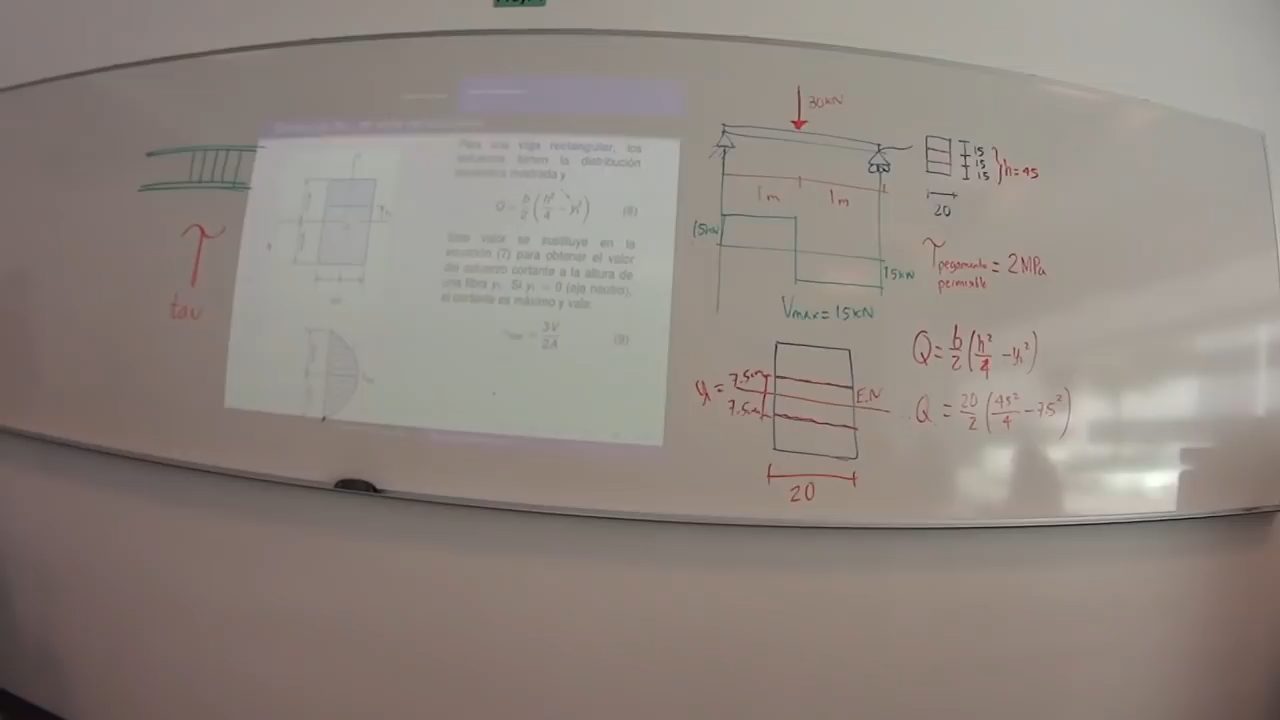 τ
tau
Para una viga rectangular, los
esfuerzos tienen la distribución
parabólica mostrada y
Q = b/2 (h²/4 − y₁²) (8)
Este valor se sustituye en la
ecuación (7) para obtener el valor
del esfuerzo cortante a la altura de
una fibra y₁. Si y₁ = 0 (eje neutro),
el cortante es máximo y vale:
= 3V/2A (9)
30KN
1m 1m
15KN
15KN
Vmax = 15KN
15
15
15
h=45
20
τ pegamento = 2MPa
permisible
y₁ = 7.5cm
7.5cm
E.N
20
Q = b/2 (h²/4 − y₁²)
Q = 20/2 (45²/4 − 7.5²)